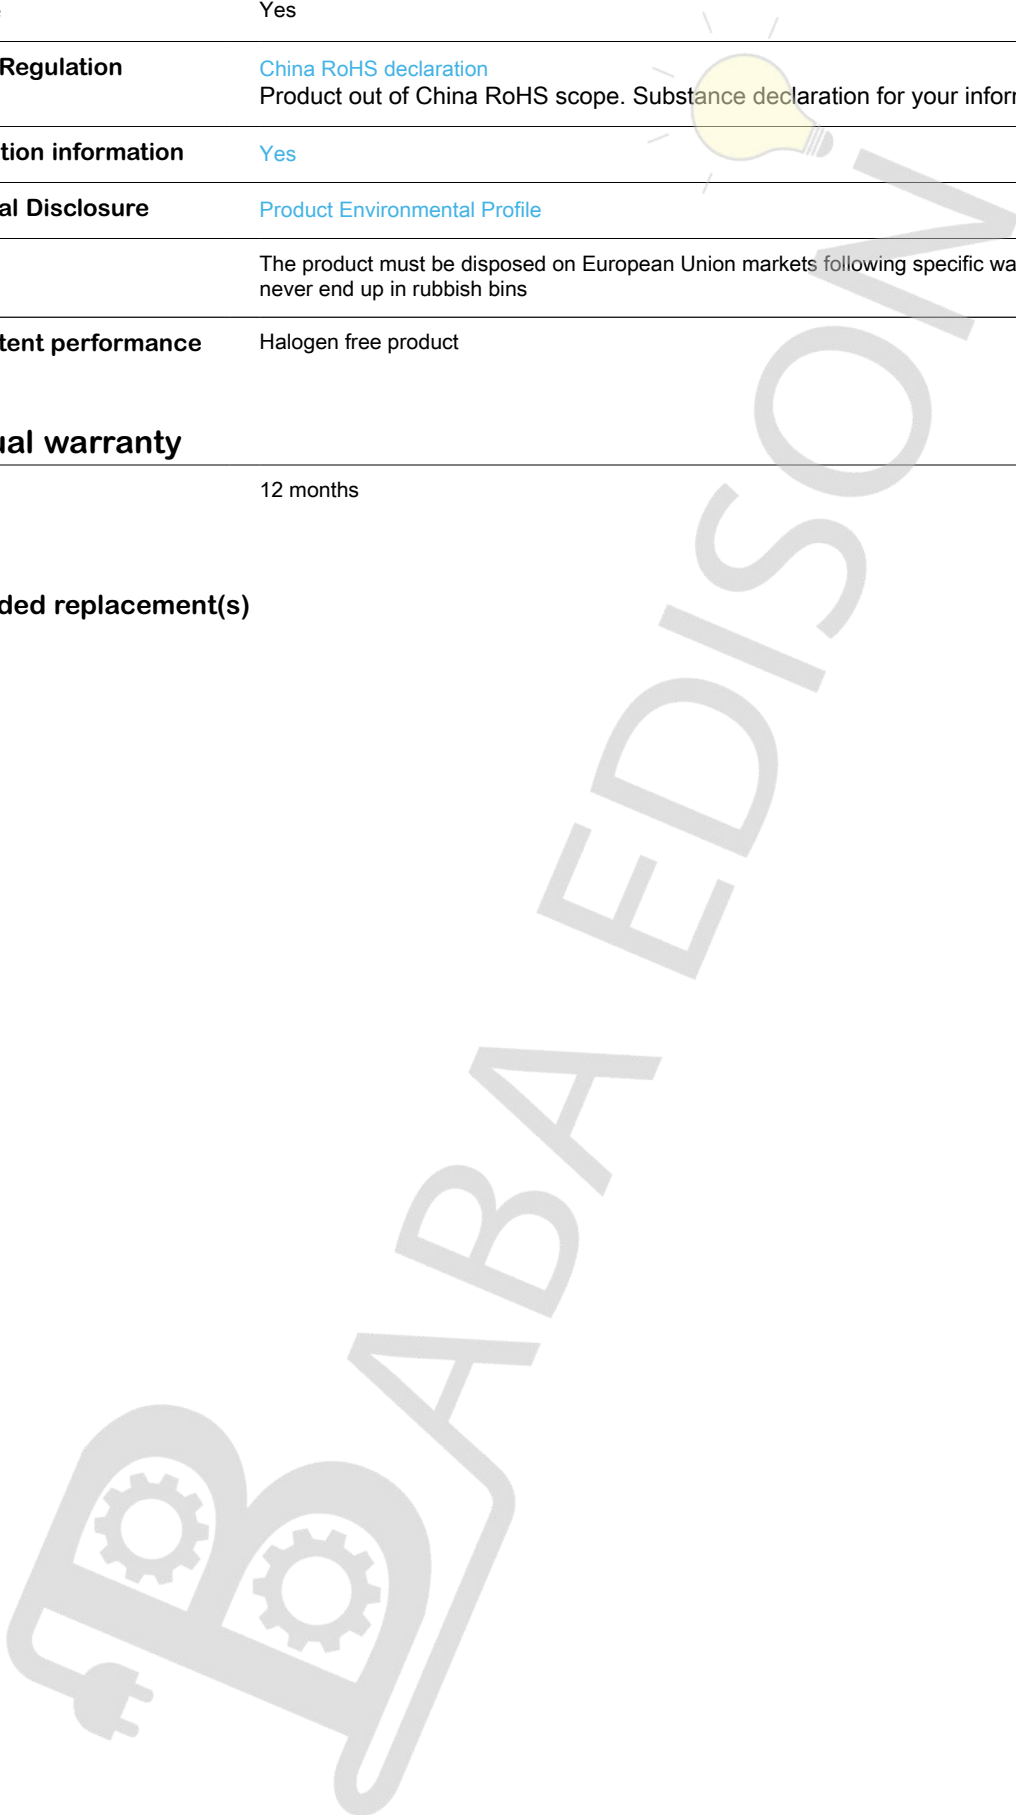 Yes
Regulation
China RoHS declaration
Product out of China RoHS scope. Substance declaration for your
tion information
Yes
al Disclosure
Product Environmental Profile
The product must be disposed on European Union markets following specific
never end up in rubbish bins
tent performance
Halogen free product
ual warranty
12 months
ded replacement(s)
BABA EDISON